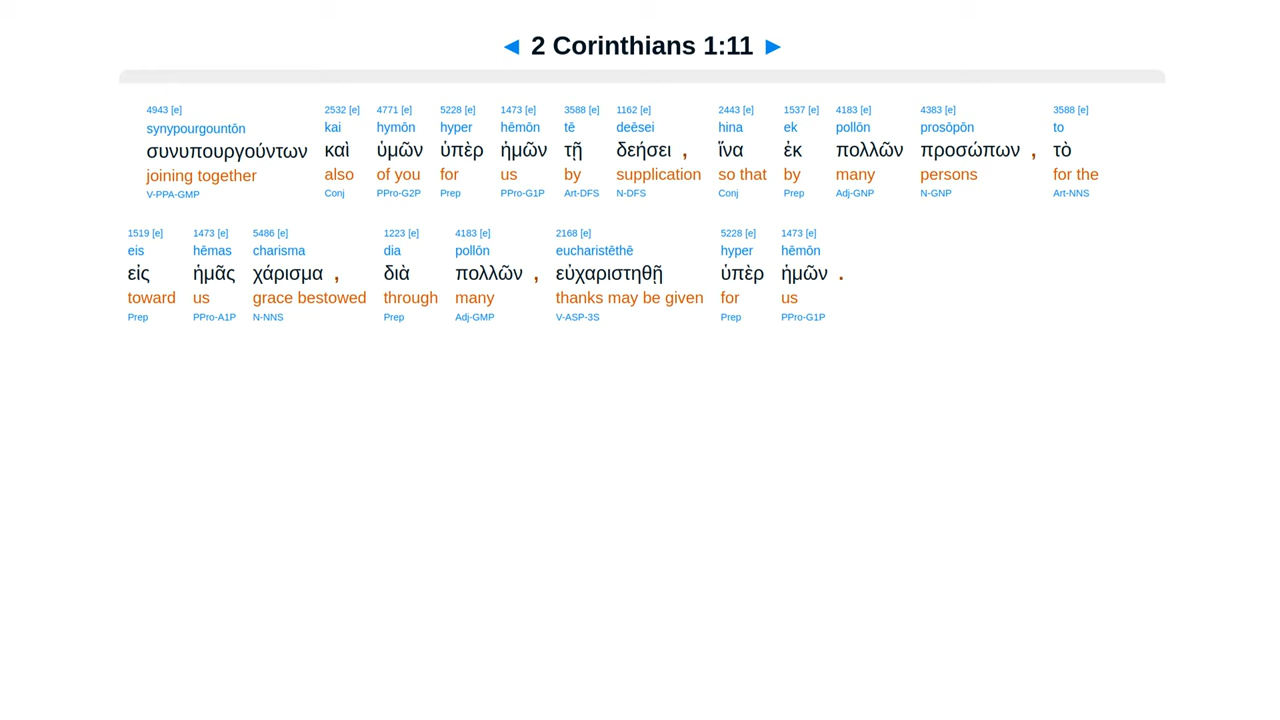 ◄ 2 Corinthians 1:11 ►
4943 [e] 2532 [e] 4771 [e] 5228 [e] 1473 [e] 3588 [e] 1162 [e] 2443 [e] 1537 [e] 4183 [e] 4383 [e] 3588 [e]
synypourgountōn kai hymōn hyper hēmōn tē deēsei hina ek pollōn prosōpōn to
συνυπουργούντων καὶ ὑμῶν ὑπὲρ ἡμῶν τῇ δεήσει , ἵνα ἐκ πολλῶν προσώπων , τὸ
joining together also of you for us by supplication so that by many persons for the
V-PPA-GMP Conj PPro-G2P Prep PPro-G1P Art-DFS N-DFS Conj Prep Adj-GNP N-GNP Art-NNS
1519 [e] 1473 [e] 5486 [e] 1223 [e] 4183 [e] 2168 [e] 5228 [e] 1473 [e]
eis hēmas charisma dia pollōn eucharistēthē hyper hēmōn
εἰς ἡμᾶς χάρισμα , διὰ πολλῶν , εὐχαριστηθῇ ὑπὲρ ἡμῶν .
toward us grace bestowed through many thanks may be given for us
Prep PPro-A1P N-NNS Prep Adj-GMP V-ASP-3S Prep PPro-G1P